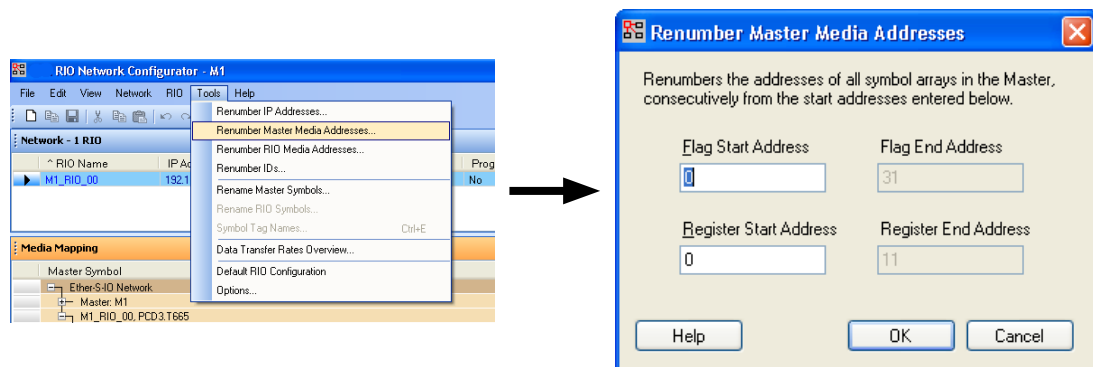 RIO Network Configurator - M1
File Edit View Network RIO Tools Help
Network - 1 RIO
^ RIO Name IP Ad Prog
M1_RIO_00 192.1 No
Renumber IP Addresses...
Renumber Master Media Addresses...
Renumber RIO Media Addresses...
Renumber IDs...
Rename Master Symbols...
Rename RIO Symbols...
Symbol Tag Names... Ctrl+E
Data Transfer Rates Overview...
Default RIO Configuration
Options...
Media Mapping
Master Symbol
Ether-S-IO Network
Master: M1
M1_RIO_00, PCD3.T665
Renumber Master Media Addresses
Renumbers the addresses of all symbol arrays in the Master,
consecutively from the start addresses entered below.
Flag Start Address Flag End Address
0 31
Register Start Address Register End Address
0 11
Help OK Cancel